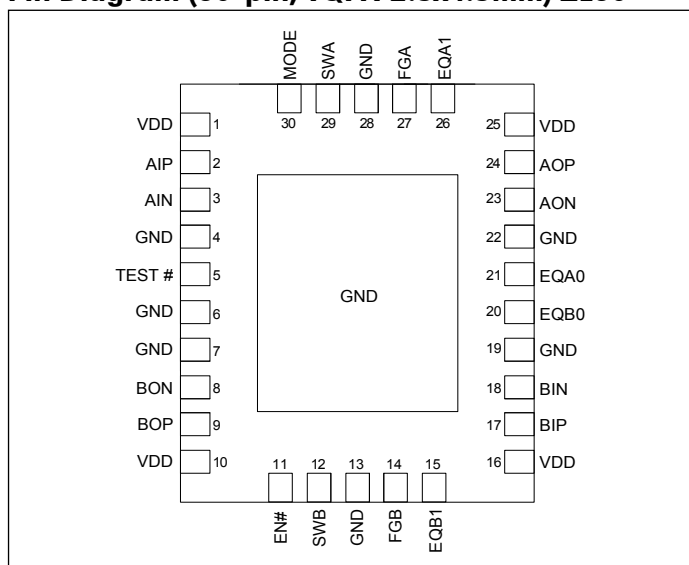 MODE SWA GND FGA EQA1
30 29 28 27 26
VDD 1 25 VDD
AIP 2 24 AOP
AIN 3 23 AON
GND 4 22 GND
TEST # 5 21 EQA0
GND 6 20 EQB0
GND 7 19 GND
BON 8 18 BIN
BOP 9 17 BIP
VDD 10 16 VDD
GND
11 12 13 14 15
EN# SWB GND FGB EQB1